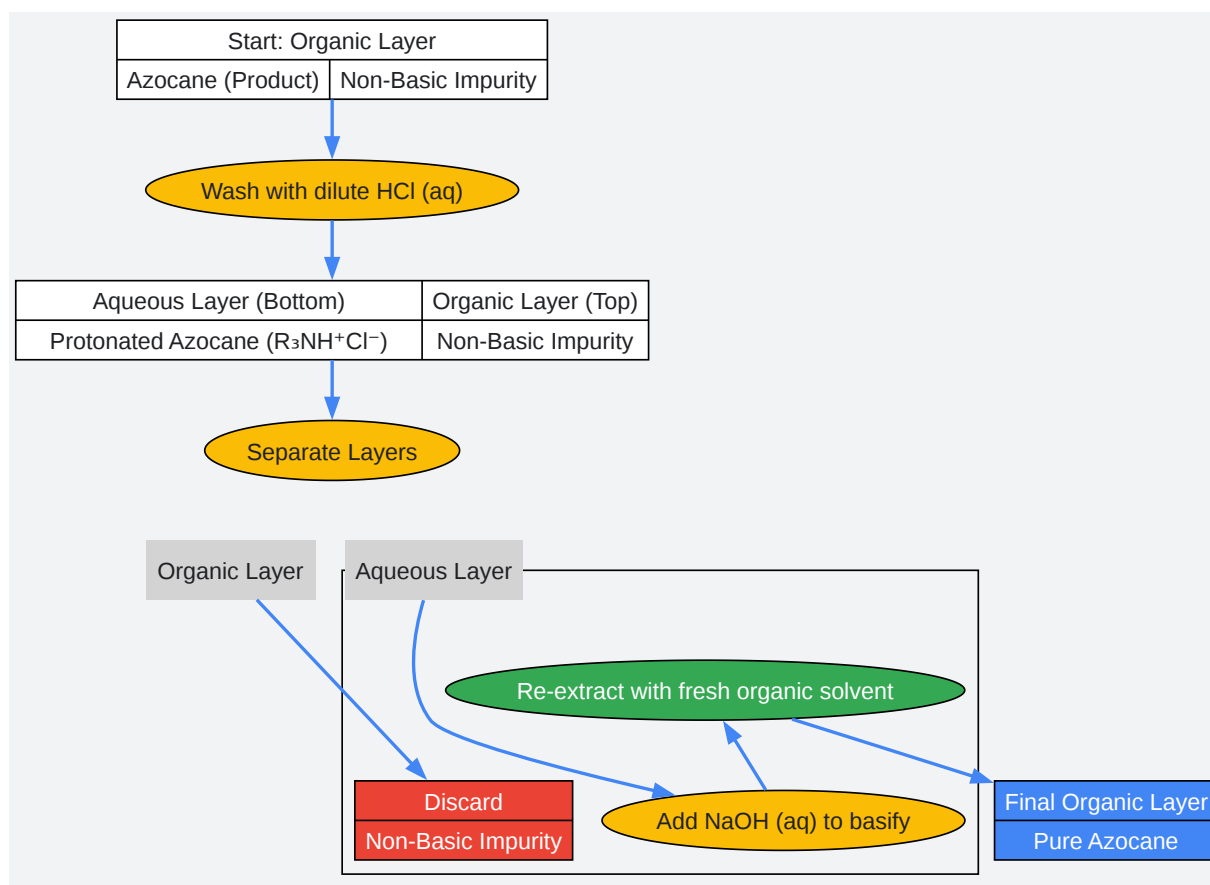 Start: Organic Layer
Azocane (Product)
Non-Basic Impurity
Wash with dilute HCl (aq)
Aqueous Layer (Bottom)
Organic Layer (Top)
Protonated Azocane (R₃NH⁺Cl⁻)
Non-Basic Impurity
Separate Layers
Organic Layer
Aqueous Layer
Re-extract with fresh organic solvent
Discard
Non-Basic Impurity
Add NaOH (aq) to basify
Final Organic Layer
Pure Azocane